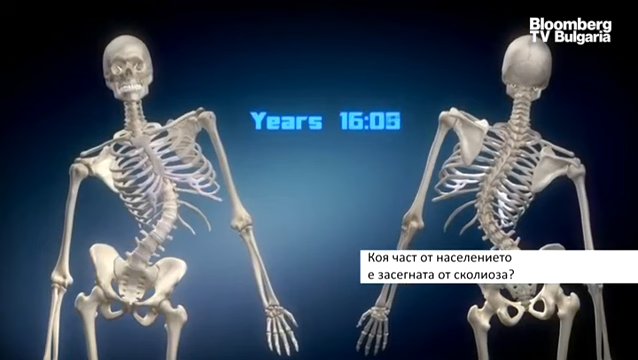 Bloomberg
TV Bulgaria
Years 16:05
Коя част от населението
е засегната от сколиоза?